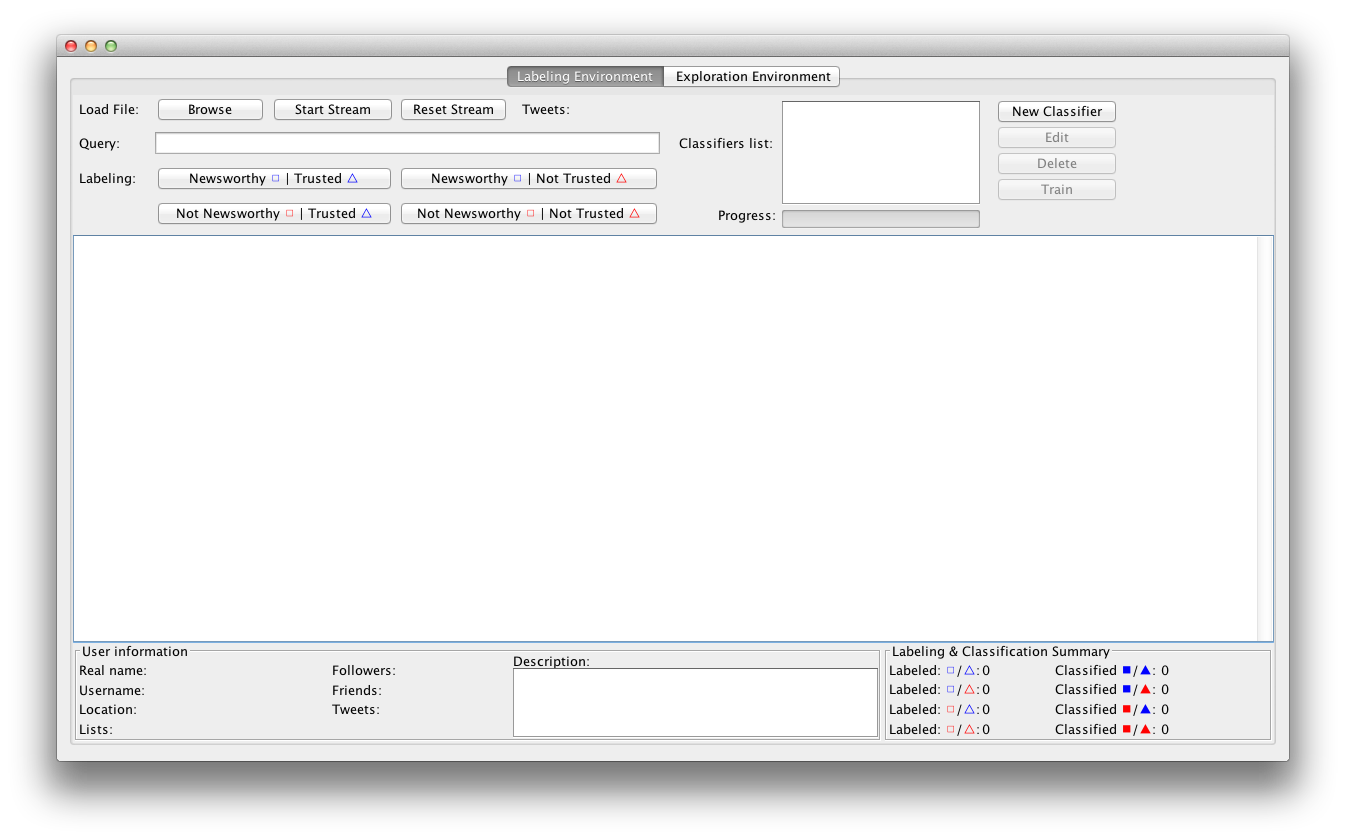 Labeling Environment Exploration Environment
Load File: Browse Start Stream Reset Stream Tweets:
New Classifier
Query:
Classifiers list:
Edit
Delete
Labeling: Newsworthy □ | Trusted △ Newsworthy □ | Not Trusted △
Train
Not Newsworthy □ | Trusted △ Not Newsworthy □ | Not Trusted △
Progress:
User information
Real name:
Username:
Location:
Lists:
Followers:
Friends:
Tweets:
Description:
Labeling & Classification Summary
Labeled: □/△:0 Classified ■/▲: 0
Labeled: □/△:0 Classified ■/▲: 0
Labeled: □/△:0 Classified ■/▲: 0
Labeled: □/△:0 Classified ■/▲: 0